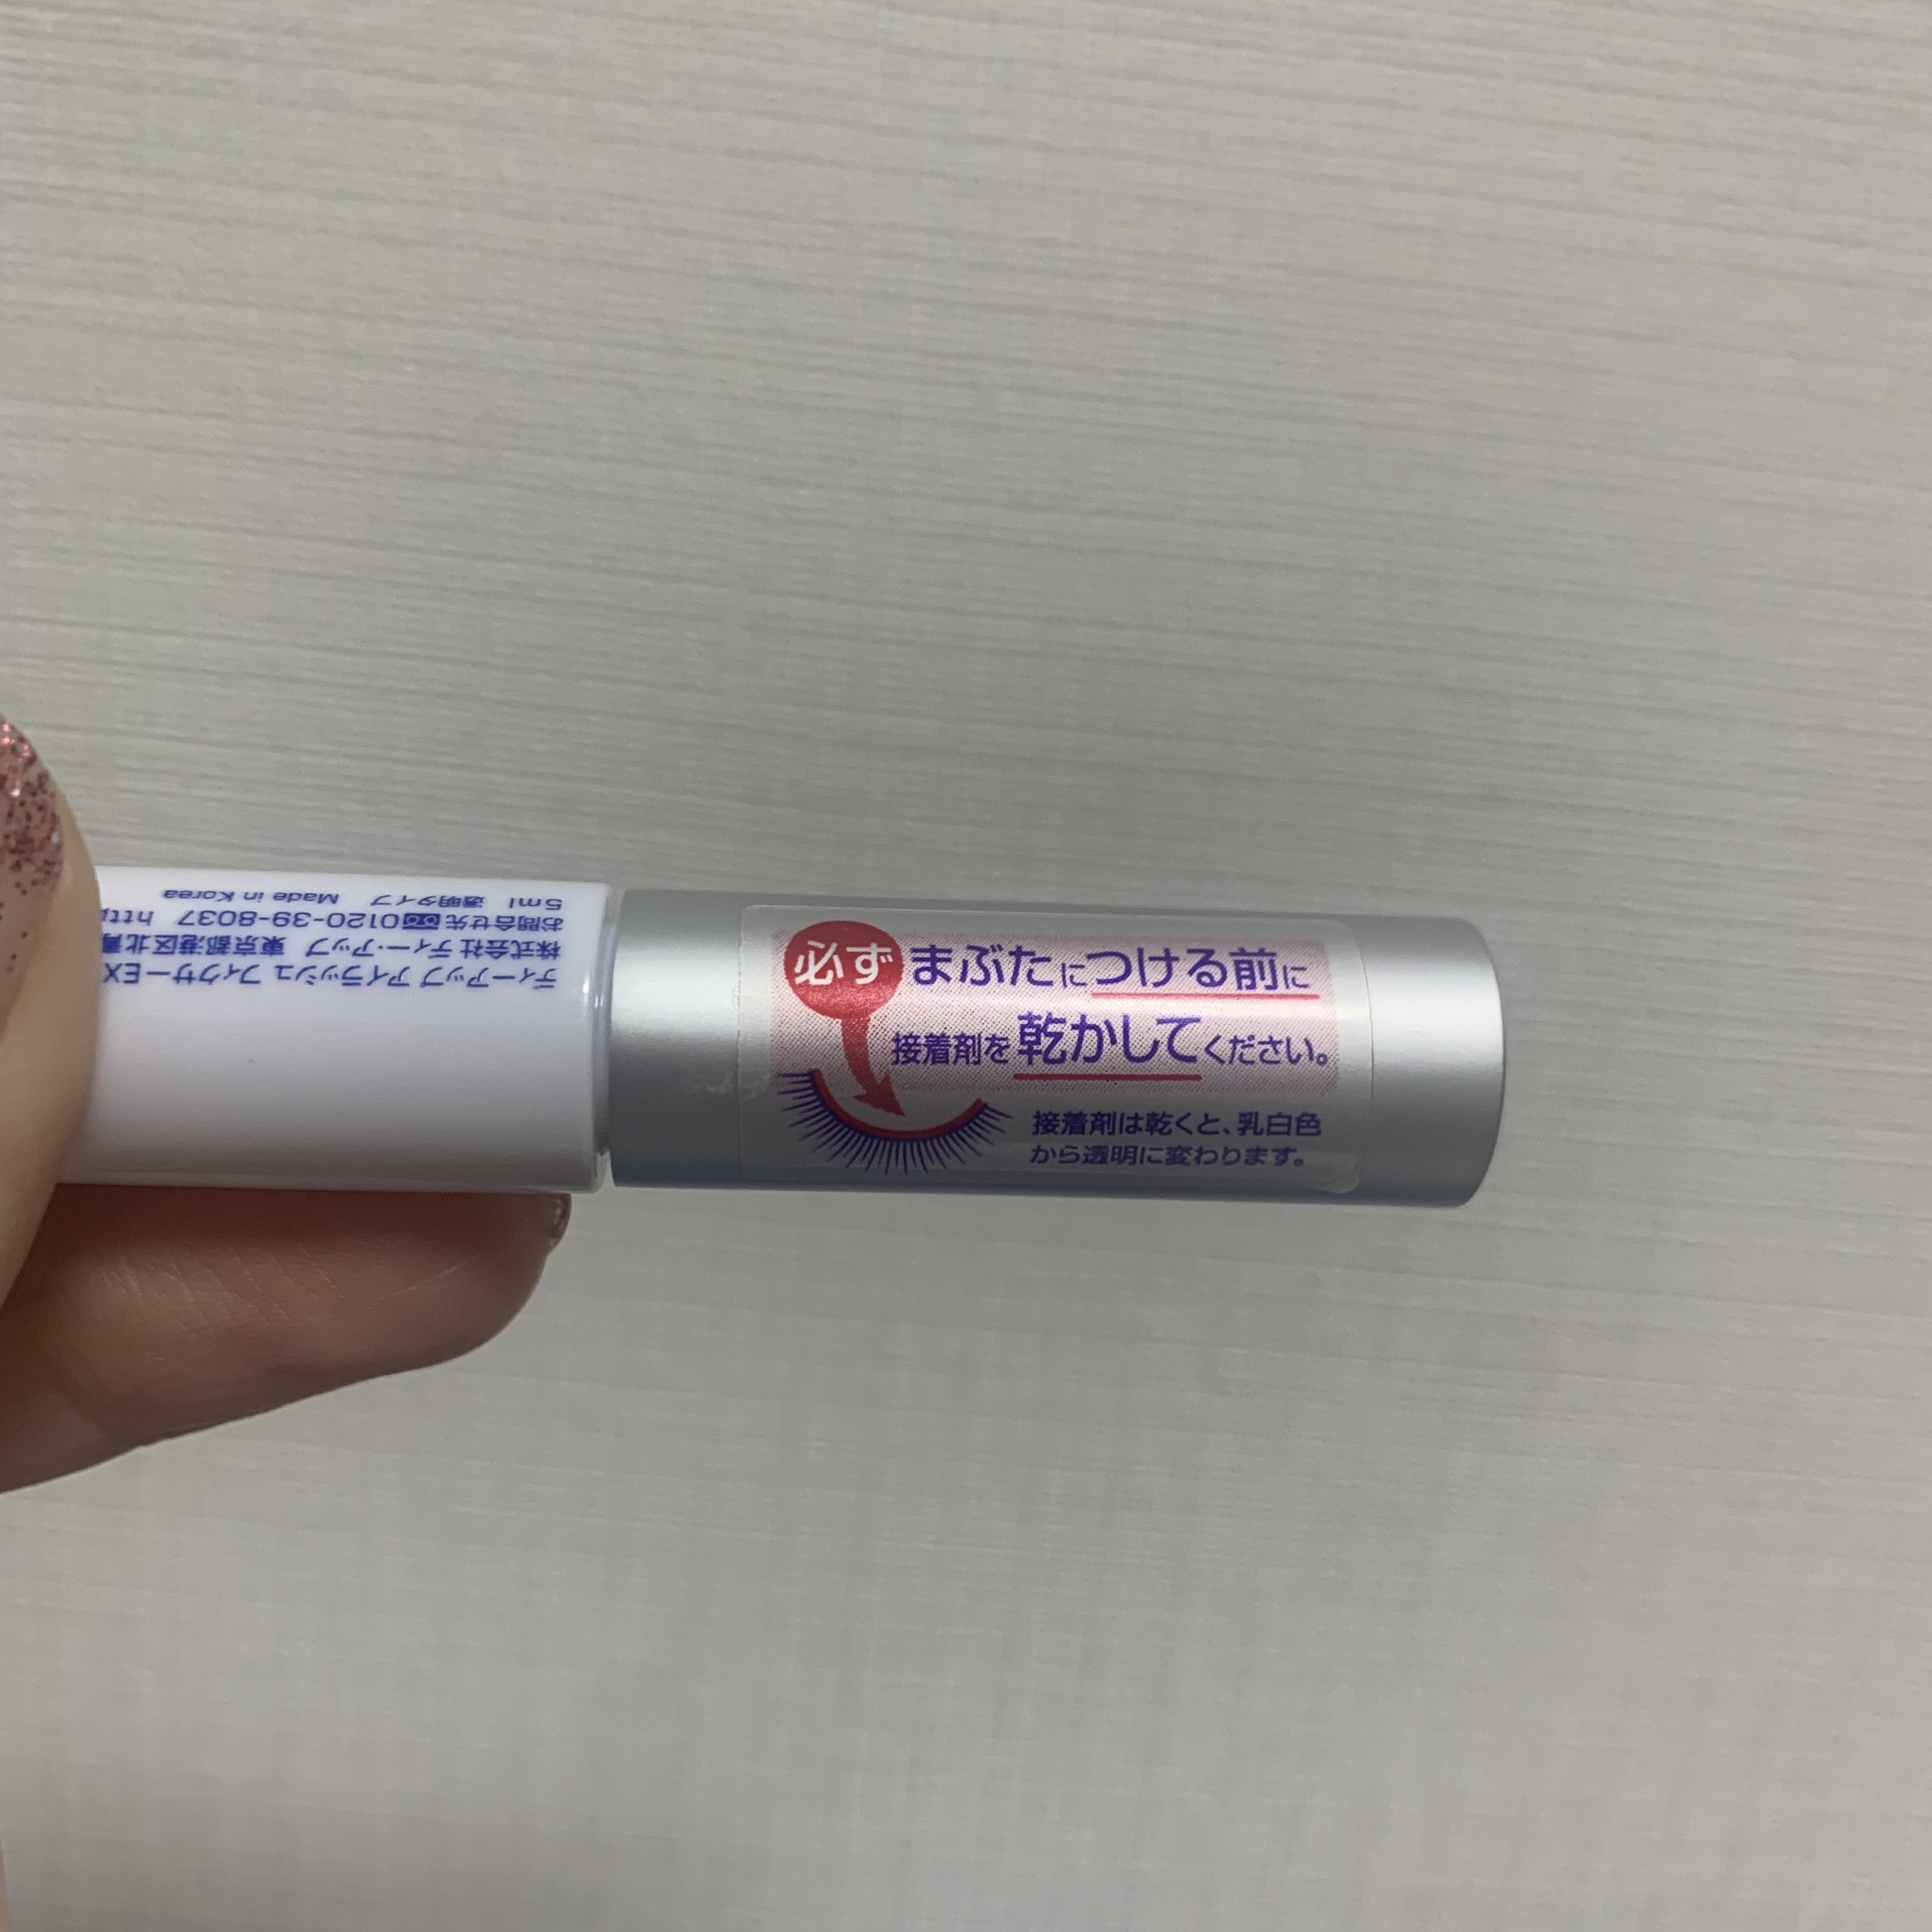 必ず まぶたにつける前に
接着剤を乾かしてください。
接着剤は乾くと、乳白色
から透明に変わります。
ディーアップ アイラッシュ フィクサーEX
株式会社 ディー・アップ 東京都港区北青
お問合せ先 0120-39-8037 http
5ml 透明タイプ Made in Korea